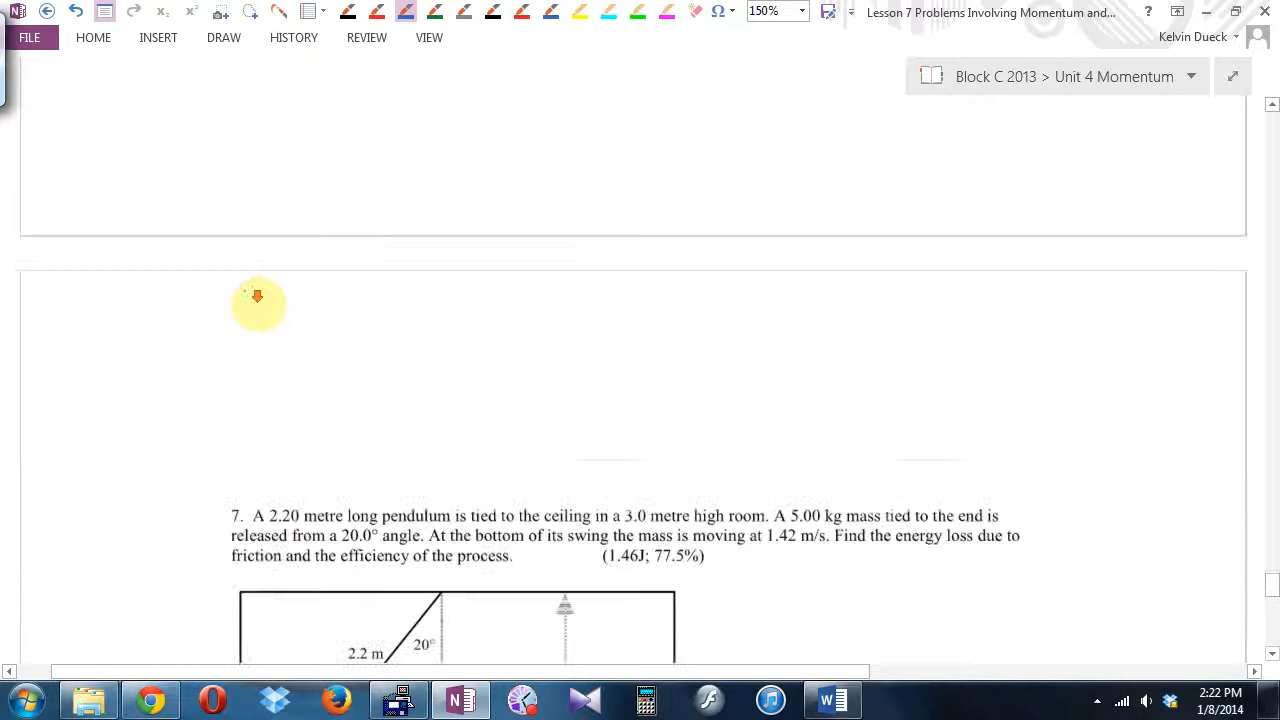 150%
Lesson 7 Problems Involving Momentum and...
FILE HOME INSERT DRAW HISTORY REVIEW VIEW
Kelvin Dueck
Block C 2013 > Unit 4 Momentum
7. A 2.20 metre long pendulum is tied to the ceiling in a 3.0 metre high room. A 5.00 kg mass tied to the end is
released from a 20.0° angle. At the bottom of its swing the mass is moving at 1.42 m/s. Find the energy loss due to
friction and the efficiency of the process. (1.46J; 77.5%)
20°
2.2 m
2:22 PM
1/8/2014